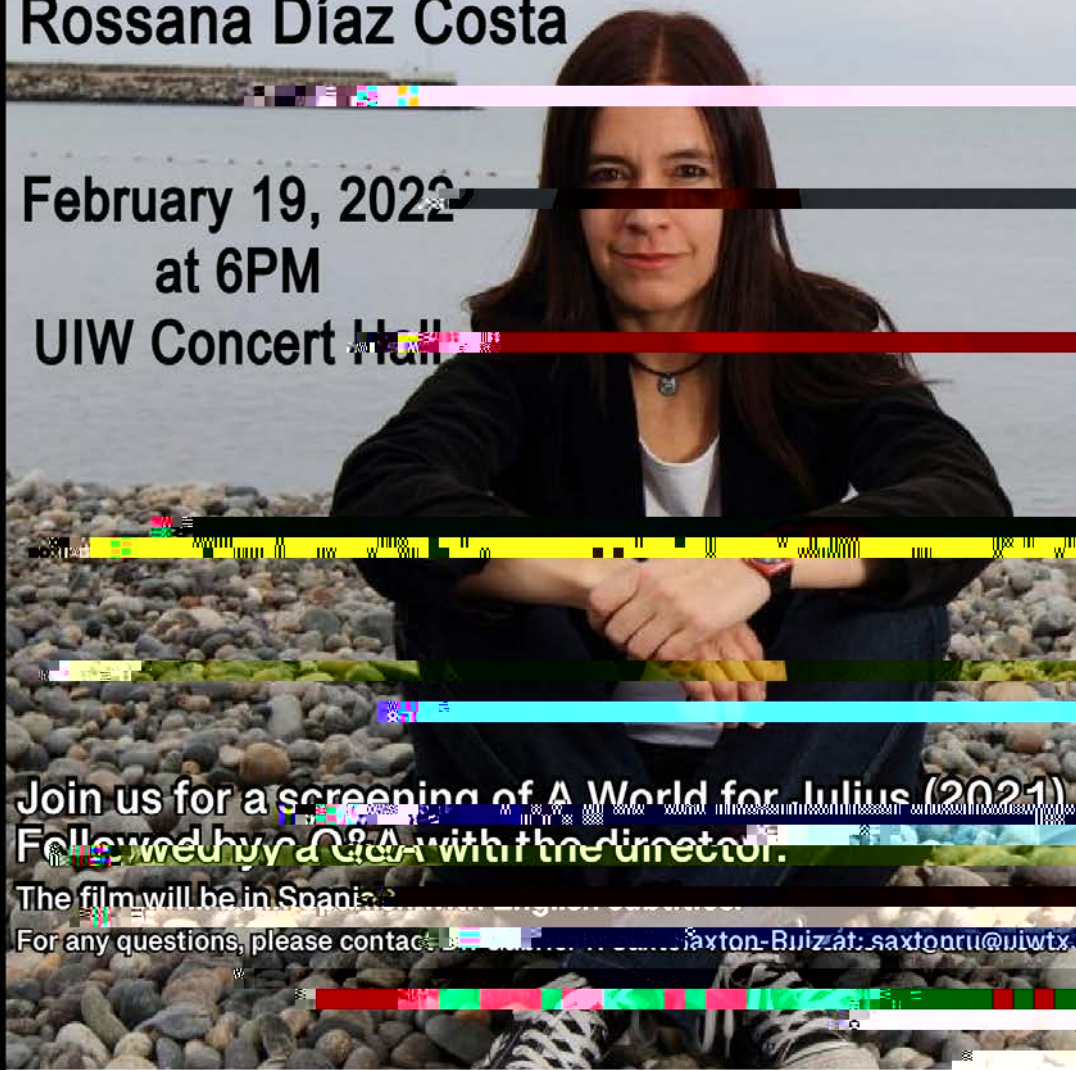 Rossana Díaz Costa
February 19, 2022
at 6PM
UIW Concert Hall
Join us for a screening of A World for Julius (2021)
Followed by a Q&A with the director.
The film will be in
For any questions, please contact